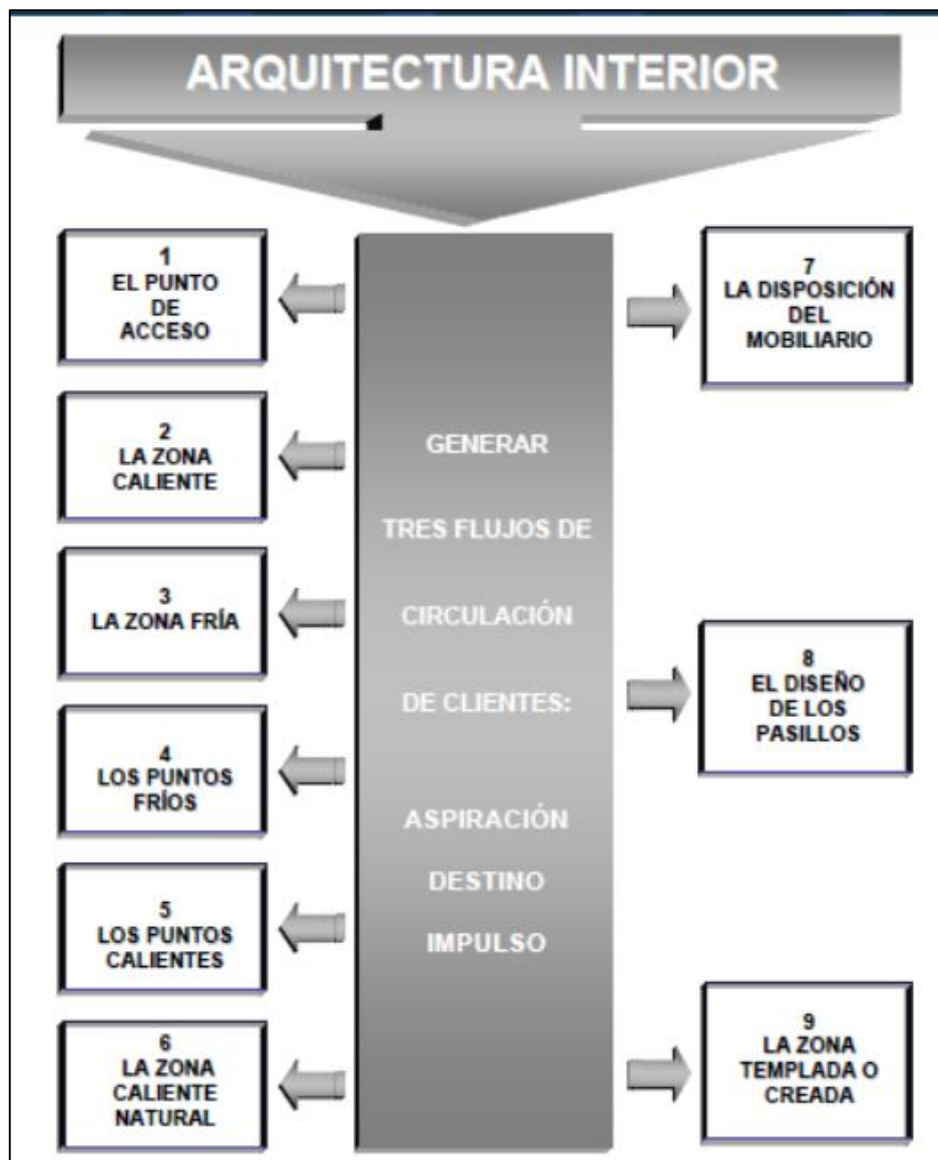 ARQUITECTURA INTERIOR
1
EL PUNTO
DE
ACCESO
2
LA ZONA
CALIENTE
3
LA ZONA FRÍA
4
LOS PUNTOS
FRÍOS
5
LOS PUNTOS
CALIENTES
6
LA ZONA
CALIENTE
NATURAL
GENERAR
TRES FLUJOS DE
CIRCULACIÓN
DE CLIENTES:
ASPIRACIÓN
DESTINO
IMPULSO
7
LA DISPOSICIÓN
DEL
MOBILIARIO
8
EL DISEÑO
DE LOS
PASILLOS
9
LA ZONA
TEMPLADA O
CREADA